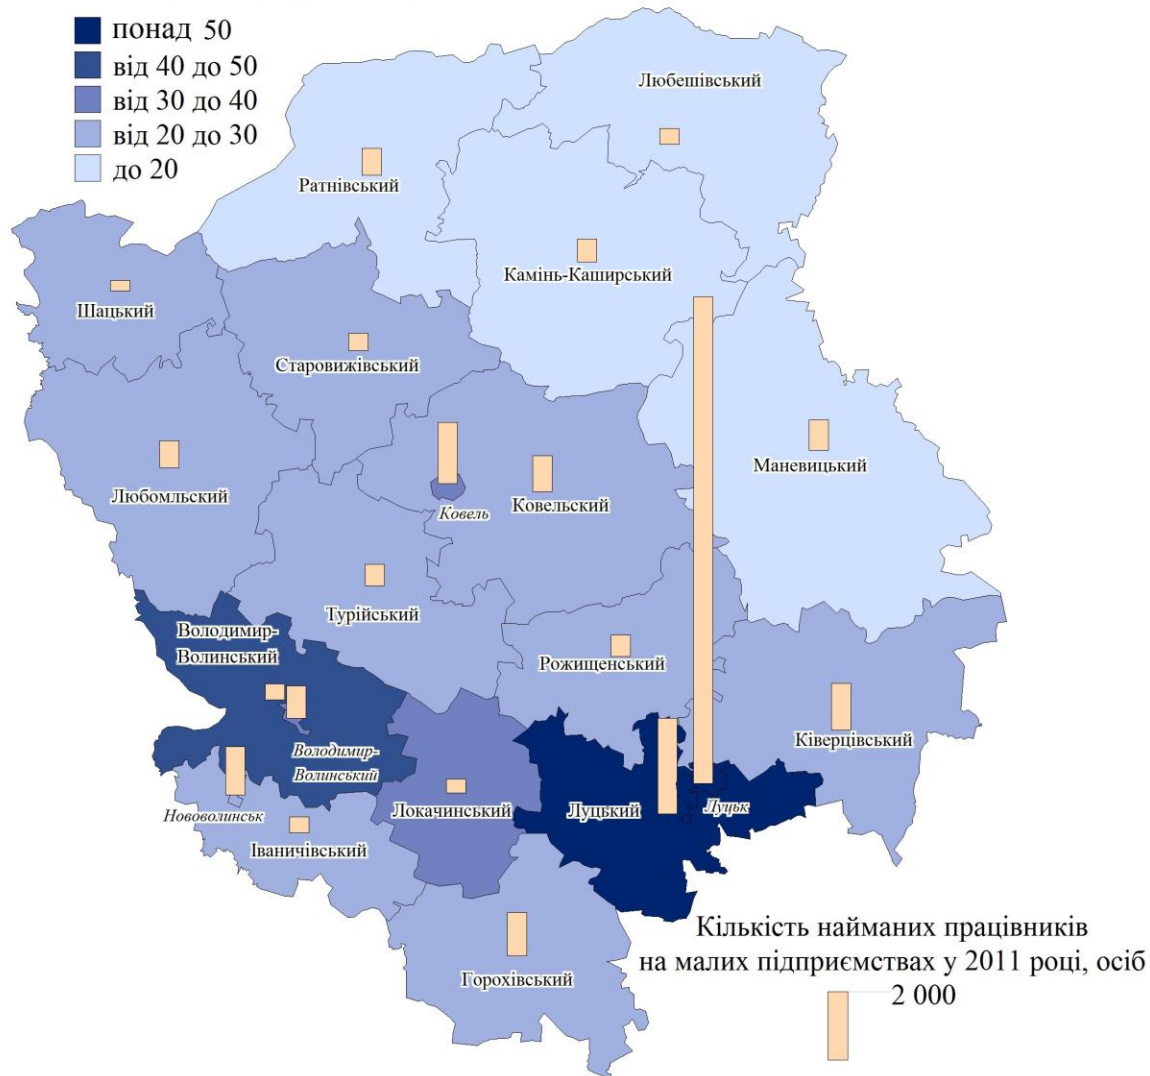 понад 50
від 40 до 50
від 30 до 40
від 20 до 30
до 20
Любешівський
Ратнівський
Камінь-Каширський
Шацький
Старовижівський
Любомльский
Ковель
Ковельский
Маневицький
Турійський
Володимир-
Волинський
Рожищенський
Ківерцівський
Володимир-
Волинський
Нововолинськ
Іваничівський
Локачинський
Луцький
Луцьк
Горохівський
Кількість найманих працівників
на малих підприємствах у 2011 році, осіб
2 000